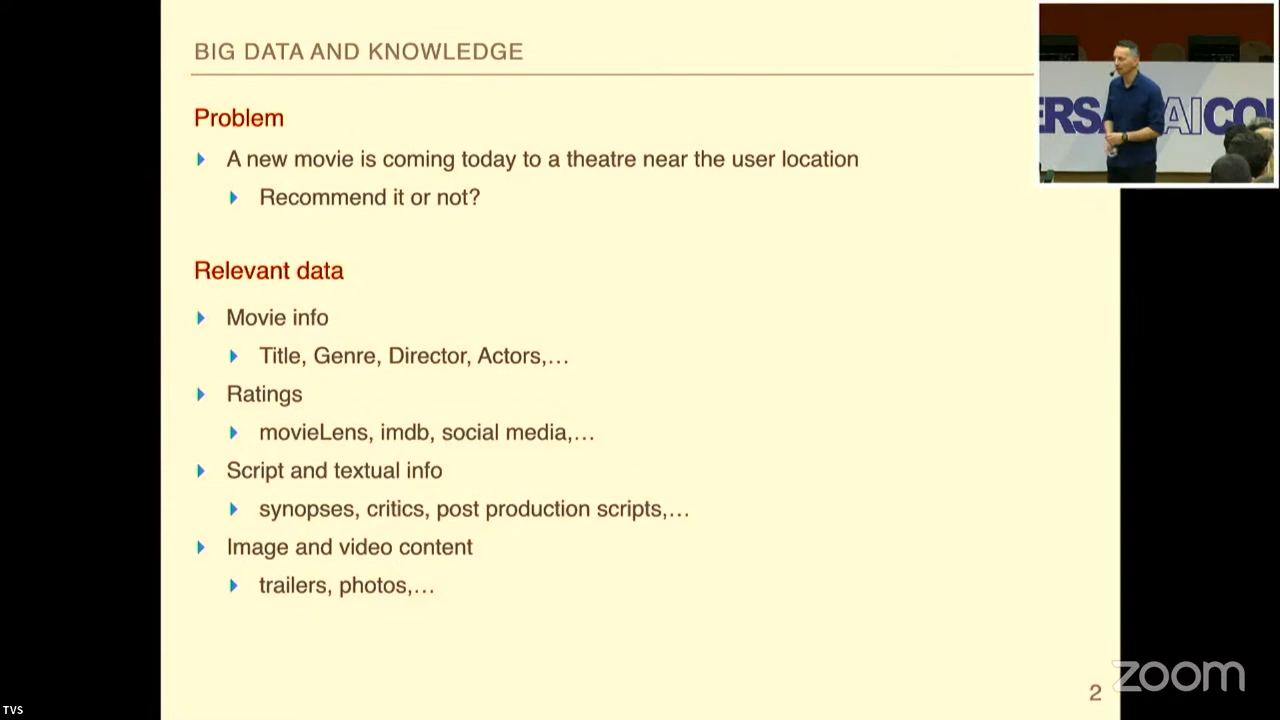 BIG DATA AND KNOWLEDGE
Problem
A new movie is coming today to a theatre near the user location
Recommend it or not?
Relevant data
Movie info
Title, Genre, Director, Actors,…
Ratings
movieLens, imdb, social media,…
Script and textual info
synopses, critics, post production scripts,…
Image and video content
trailers, photos,…
2
zoom
TVS
AI